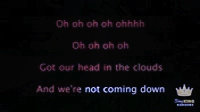 Oh oh oh oh ohhhh
Oh oh oh oh
Got our head in the clouds
And we're not coming down